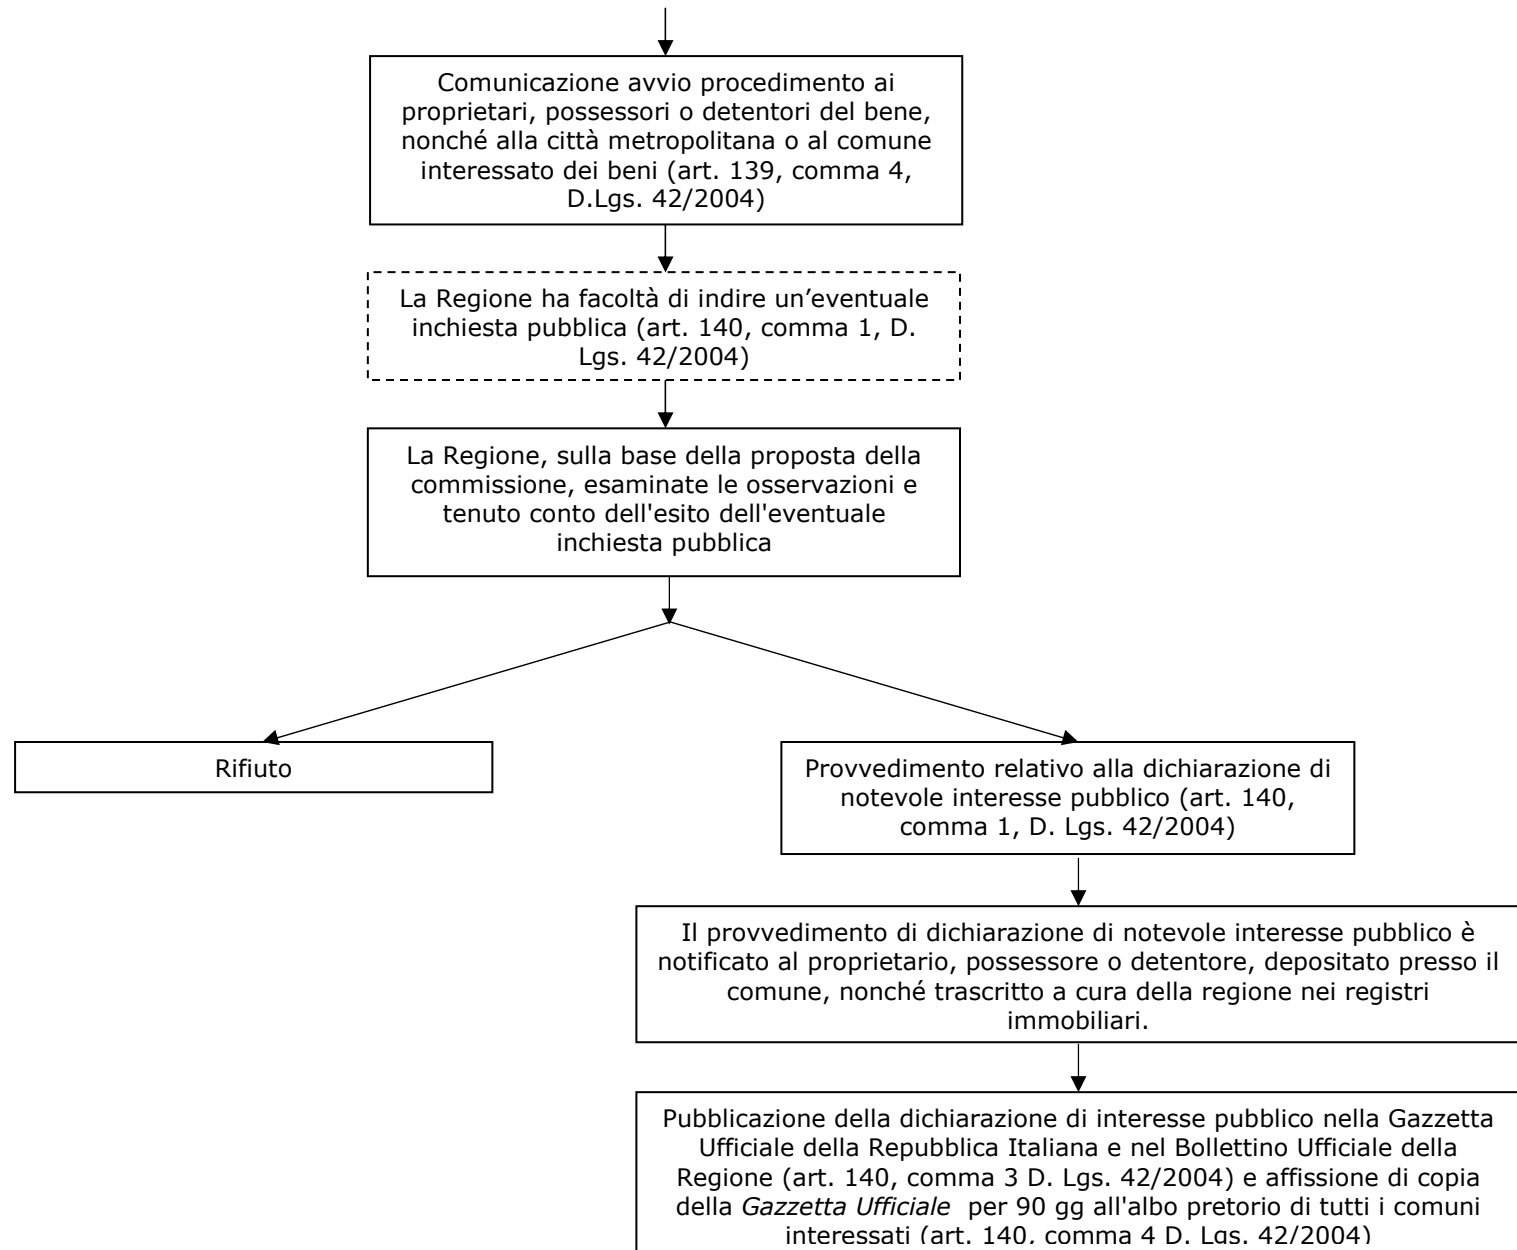 Comunicazione avvio procedimento ai
proprietari, possessori o detentori del bene,
nonché alla città metropolitana o al comune
interessato dei beni (art. 139, comma 4,
D.Lgs. 42/2004)
La Regione ha facoltà di indire un’eventuale
inchiesta pubblica (art. 140, comma 1, D.
Lgs. 42/2004)
La Regione, sulla base della proposta della
commissione, esaminate le osservazioni e
tenuto conto dell'esito dell'eventuale
inchiesta pubblica
Rifiuto
Provvedimento relativo alla dichiarazione di
notevole interesse pubblico (art. 140,
comma 1, D. Lgs. 42/2004)
Il provvedimento di dichiarazione di notevole interesse pubblico è
notificato al proprietario, possessore o detentore, depositato presso il
comune, nonché trascritto a cura della regione nei registri
immobiliari.
Pubblicazione della dichiarazione di interesse pubblico nella Gazzetta
Ufficiale della Repubblica Italiana e nel Bollettino Ufficiale della
Regione (art. 140, comma 3 D. Lgs. 42/2004) e affissione di copia
della Gazzetta Ufficiale per 90 gg all'albo pretorio di tutti i comuni
interessati (art. 140, comma 4 D. Lgs. 42/2004)